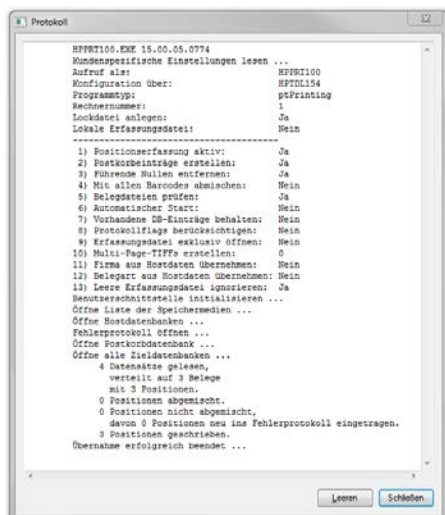 Protokoll
HPPRT100.EXE 15.00.05.0774
Kundenspezifische Einstellungen lesen ...
Aufruf als: HPPRT100
Konfiguration über: HPTDL154
Programmtyp: ptPrinting
Rechnernummer: 1
Lockdatei anlegen: Ja
Lokale Erfassungsdatei: Nein
----------------------------------------
1) Positionserfassung aktiv: Ja
2) Postkorbeinträge erstellen: Ja
3) Führende Nullen entfernen: Ja
4) Mit allen Barcodes abmischen: Nein
5) Belegdateien prüfen: Ja
6) Automatischer Start: Nein
7) Vorhandene DB-Einträge behalten: Nein
8) Protokollflags berücksichtigen: Nein
9) Erfassungsdatei exklusiv öffnen: Nein
10) Multi-Page-TIFFs erstellen: 0
11) Firma aus Hostdaten übernehmen: Nein
12) Belegart aus Hostdaten übernehmen: Nein
13) Leere Erfassungsdatei ignorieren: Ja
Benutzerschnittstelle initialisieren ...
Öffne Liste der Speichermedien ...
Öffne Hostdatenbanken ...
Fehlerprotokoll öffnen ...
Öffne Postkorbdatenbank ...
Öffne alle Zieldatenbanken ...
4 Datensätze gelesen,
verteilt auf 3 Belege
mit 3 Positionen.
0 Positionen abgemischt.
0 Positionen nicht abgemischt,
davon 0 Positionen neu ins Fehlerprotokoll eingetragen.
3 Positionen geschrieben.
Übernahme erfolgreich beendet ...
Leeren Schließen